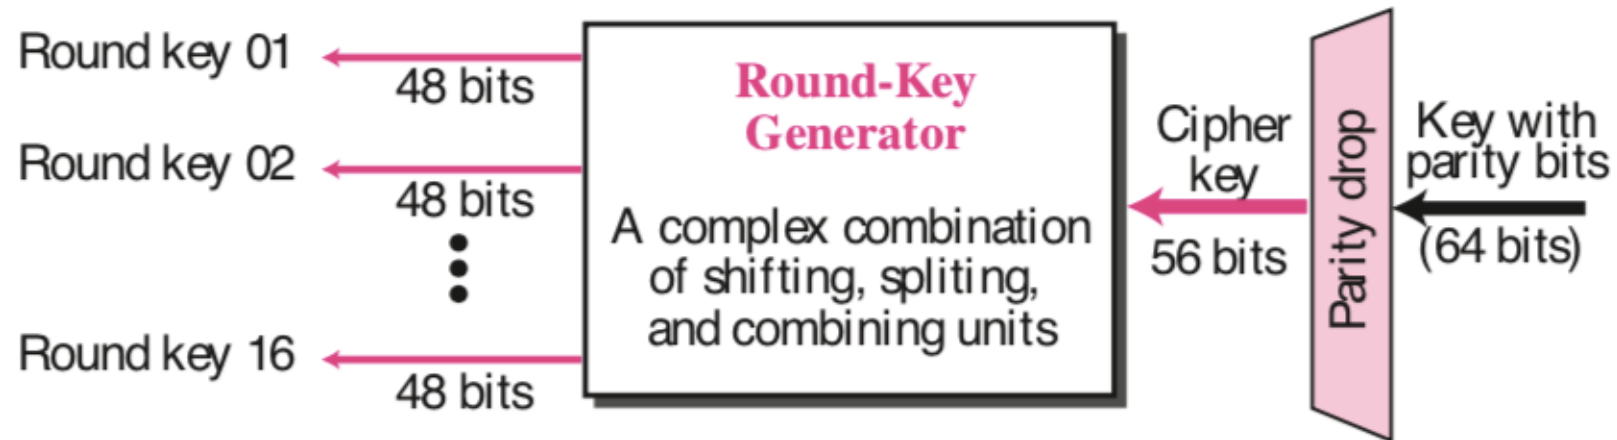 Round key 01
48 bits
Round key 02
48 bits
Round key 16
48 bits
Round-Key
Generator
A complex combination
of shifting, spliting,
and combining units
Cipher
key
56 bits
Parity drop
Key with
parity bits
(64 bits)